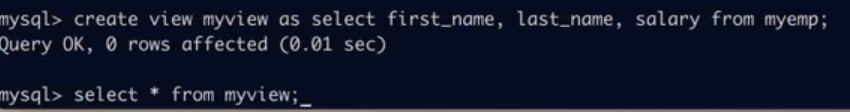 mysql> create view myview as select first_name, last_name, salary from myemp;
Query OK, 0 rows affected (0.01 sec)
mysql> select * from myview;_